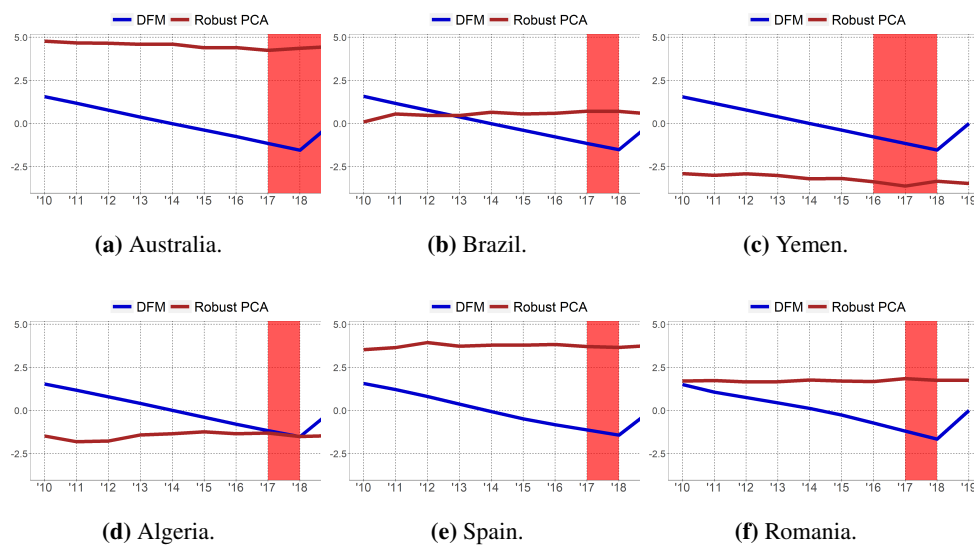 DFM Robust PCA
DFM Robust PCA
DFM Robust PCA
5.0 5.0 5.0
2.5 2.5 2.5
0.0 0.0 0.0
-2.5 -2.5 -2.5
'10 '11 '12 '13 '14 '15 '16 '17 '18
'10 '11 '12 '13 '14 '15 '16 '17 '18
'10 '11 '12 '13 '14 '15 '16 '17 '18 '19
(a) Australia.
(b) Brazil.
(c) Yemen.
DFM Robust PCA
DFM Robust PCA
DFM Robust PCA
5.0 5.0 5.0
2.5 2.5 2.5
0.0 0.0 0.0
-2.5 -2.5 -2.5
'10 '11 '12 '13 '14 '15 '16 '17 '18
'10 '11 '12 '13 '14 '15 '16 '17 '18
'10 '11 '12 '13 '14 '15 '16 '17 '18 '19
(d) Algeria.
(e) Spain.
(f) Romania.